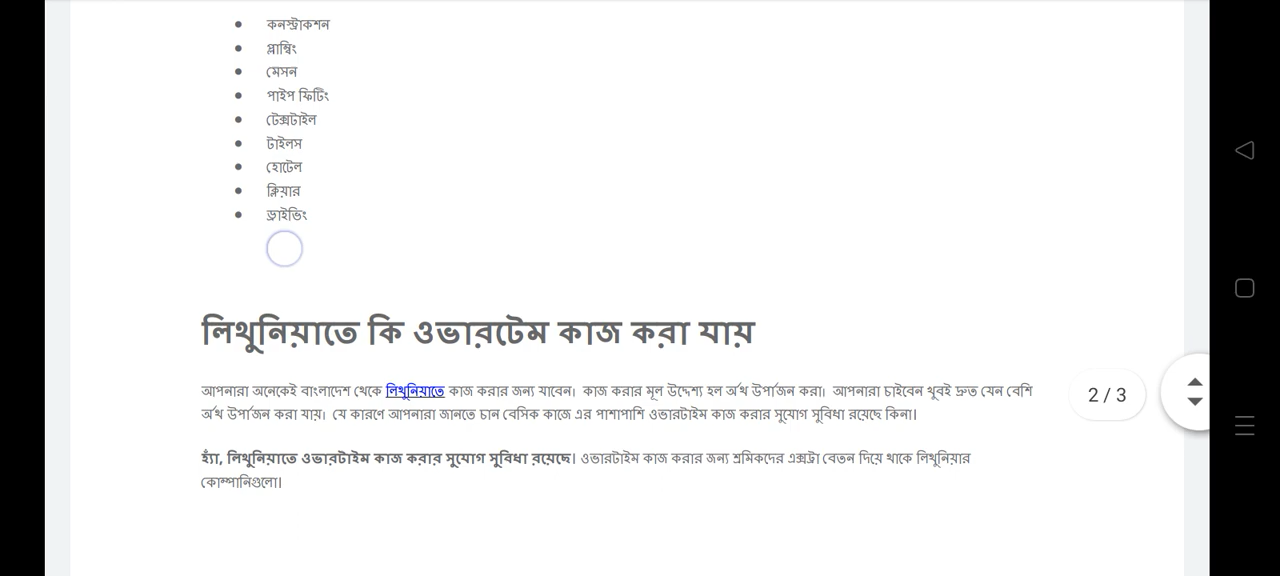 কনস্ট্রাকশন
প্লাম্বিং
মেসন
পাইপ ফিটিং
টেক্সটাইল
টাইলস
হোটেল
ক্লিয়ার
ড্রাইভিং
লিথুনিয়াতে কি ওভারটেম কাজ করা যায়
আপনারা অনেকেই বাংলাদেশ থেকে লিথুনিয়াতে কাজ করার জন্য যাবেন। কাজ করার মূল উদ্দেশ্য হল অর্থ উপার্জন করা। আপনারা চাইবেন খুবই দ্রুত যেন বেশি
অর্থ উপার্জন করা যায়। যে কারণে আপনারা জানতে চান বেসিক কাজে এর পাশাপাশি ওভারটাইম কাজ করার সুযোগ সুবিধা রয়েছে কিনা।
2 / 3
হ্যাঁ, লিথুনিয়াতে ওভারটাইম কাজ করার সুযোগ সুবিধা রয়েছে। ওভারটাইম কাজ করার জন্য শ্রমিকদের এক্সট্রা বেতন দিয়ে থাকে লিথুনিয়ার
কোম্পানিগুলো।